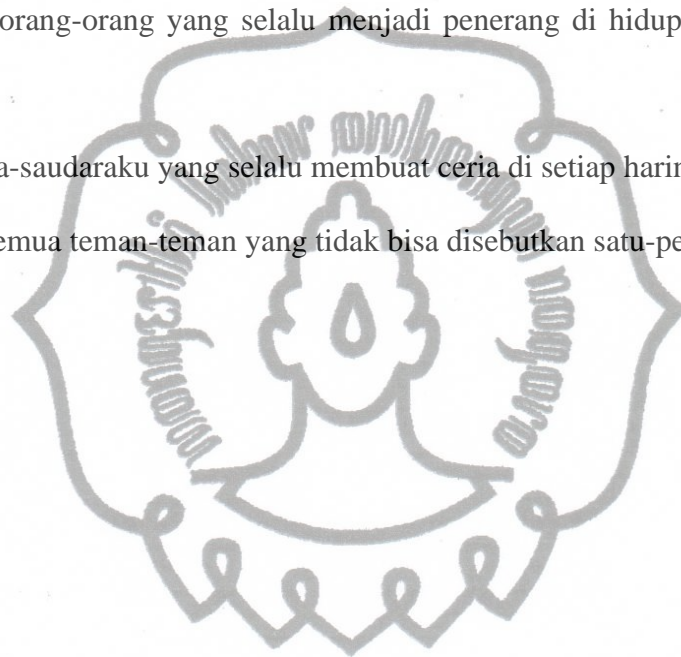 orang-orang yang selalu menjadi penerang di hidup
a-saudaraku yang selalu membuat ceria di setiap harin
emua teman-teman yang tidak bisa disebutkan satu-pe